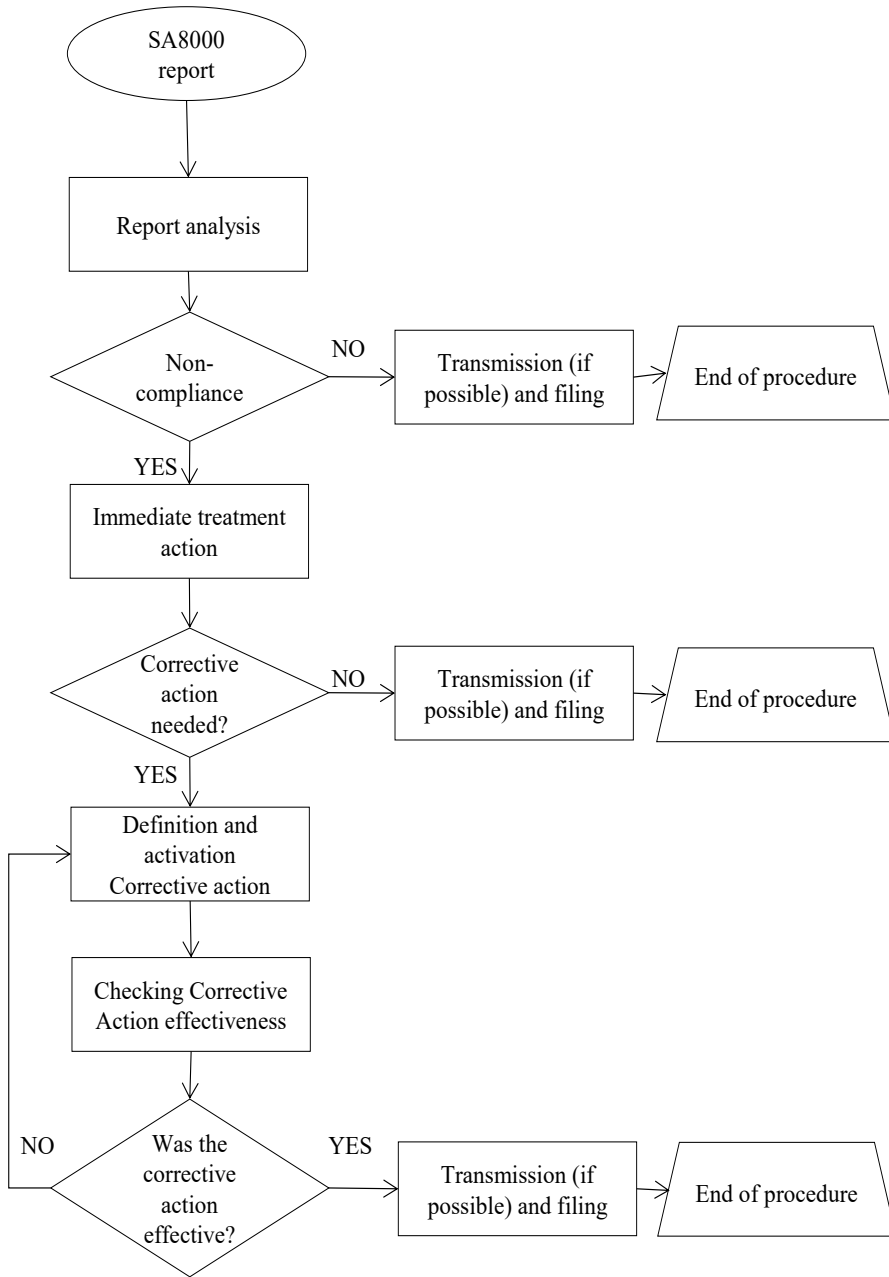 SA8000
report
Report analysis
Non-
compliance
NO
Transmission (if
possible) and filing
End of procedure
YES
Immediate treatment
action
Corrective
action
needed?
NO
Transmission (if
possible) and filing
End of procedure
YES
Definition and
activation
Corrective action
Checking Corrective
Action effectiveness
NO
Was the
corrective
action
effective?
YES
Transmission (if
possible) and filing
End of procedure